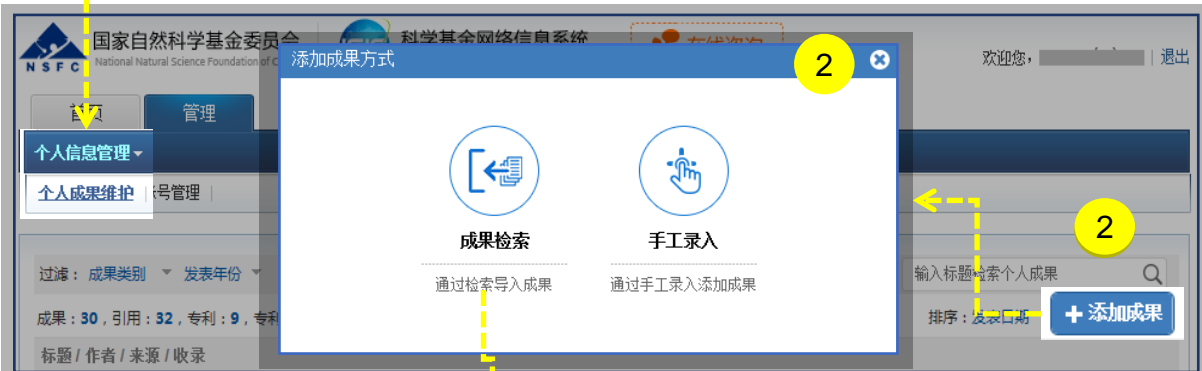 国家自然科学基金委员会
National Natural Science Foundation of C
NSFC
科学基金网络信息系统
在线咨询
欢迎您，
| 退出
首页
管理
添加成果方式
2
个人信息管理
个人成果维护 | 号管理 |
成果检索
手工录入
通过检索导入成果
通过手工录入添加成果
2
过滤：成果类别 发表年份
输入标题检索个人成果
成果：30，引用：32，专利：9，专利
排序：发表日期
+ 添加成果
标题 / 作者 / 来源 / 收录